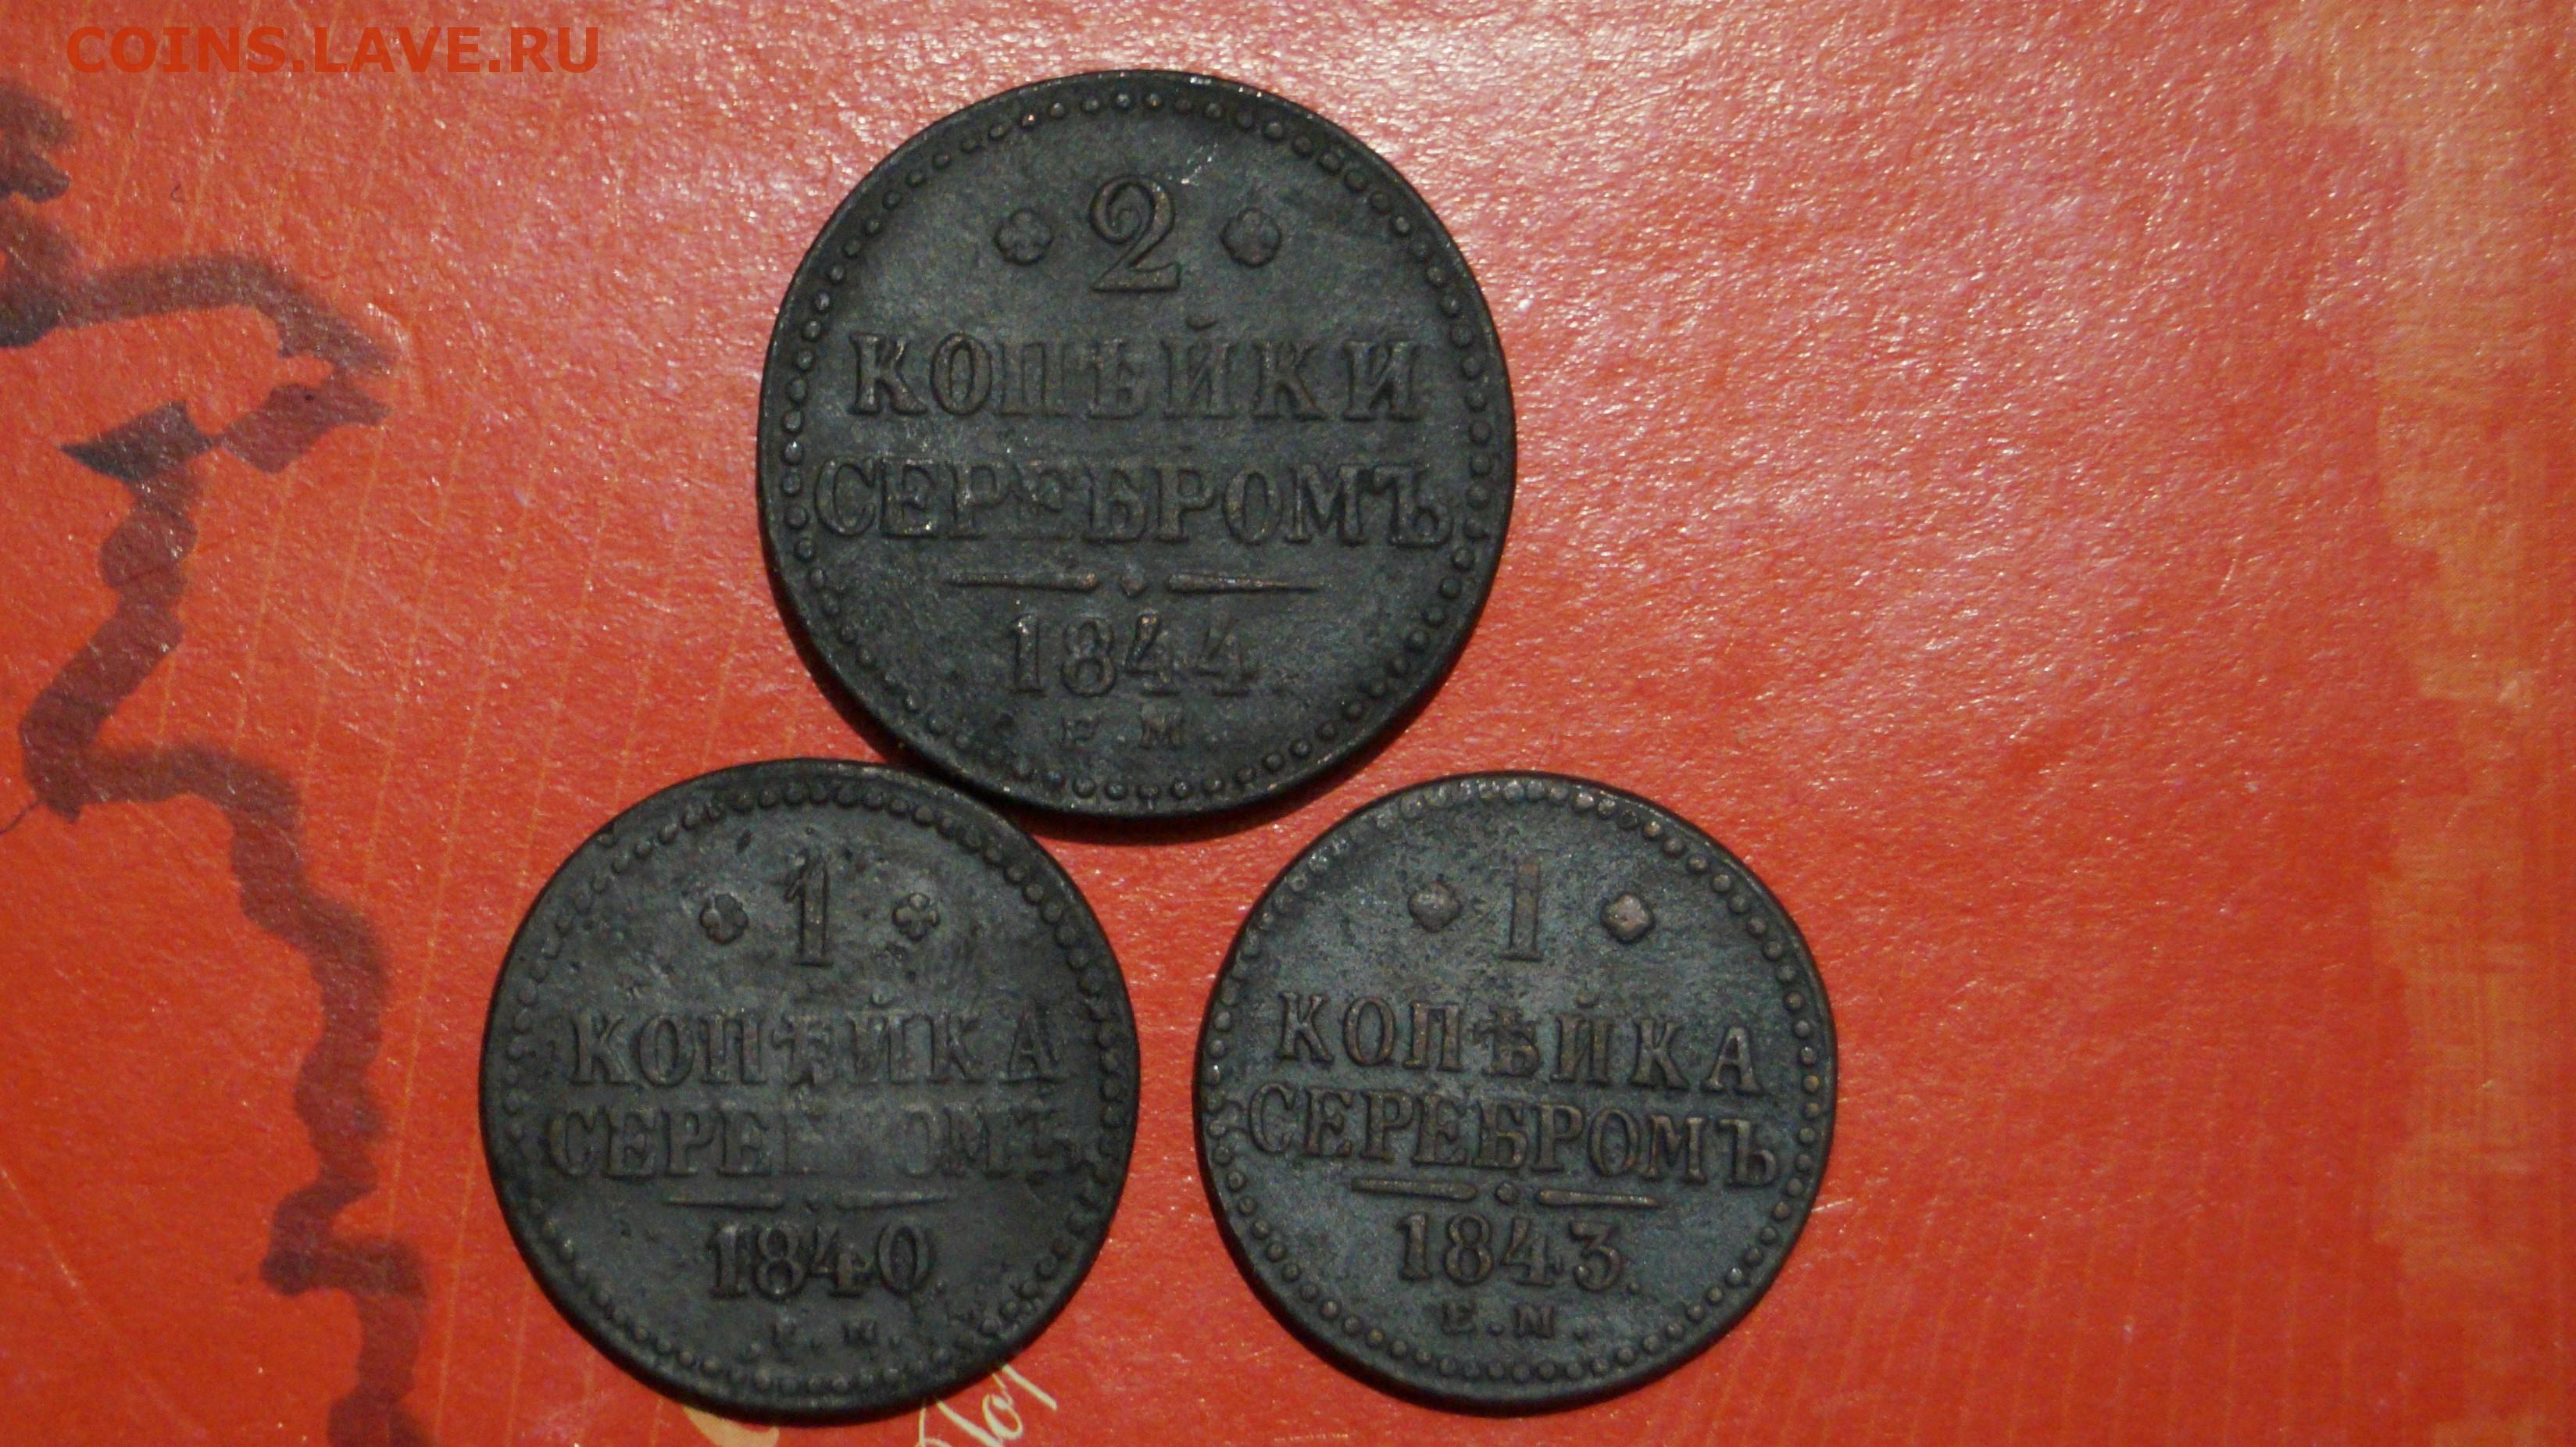 COINS.LAVE.RU
2
КОПѢЙКИ
СЕРЕБРОМЪ
1844.
Е.М.
1
КОПѢЙКА
СЕРЕБРОМЪ
1840.
Е.М.
1
КОПѢЙКА
СЕРЕБРОМЪ
1843.
Е.М.